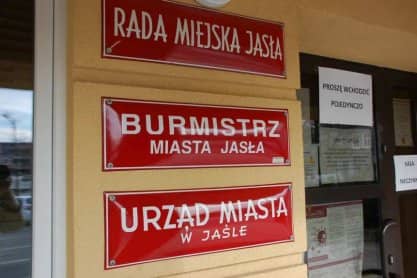 RADA MIEJSKA JASŁA
BURMISTRZ
MIASTA JASŁA
URZĄD MIASTA
W JAŚLE
PROSZĘ WCHODZIĆ
POJEDYNCZO